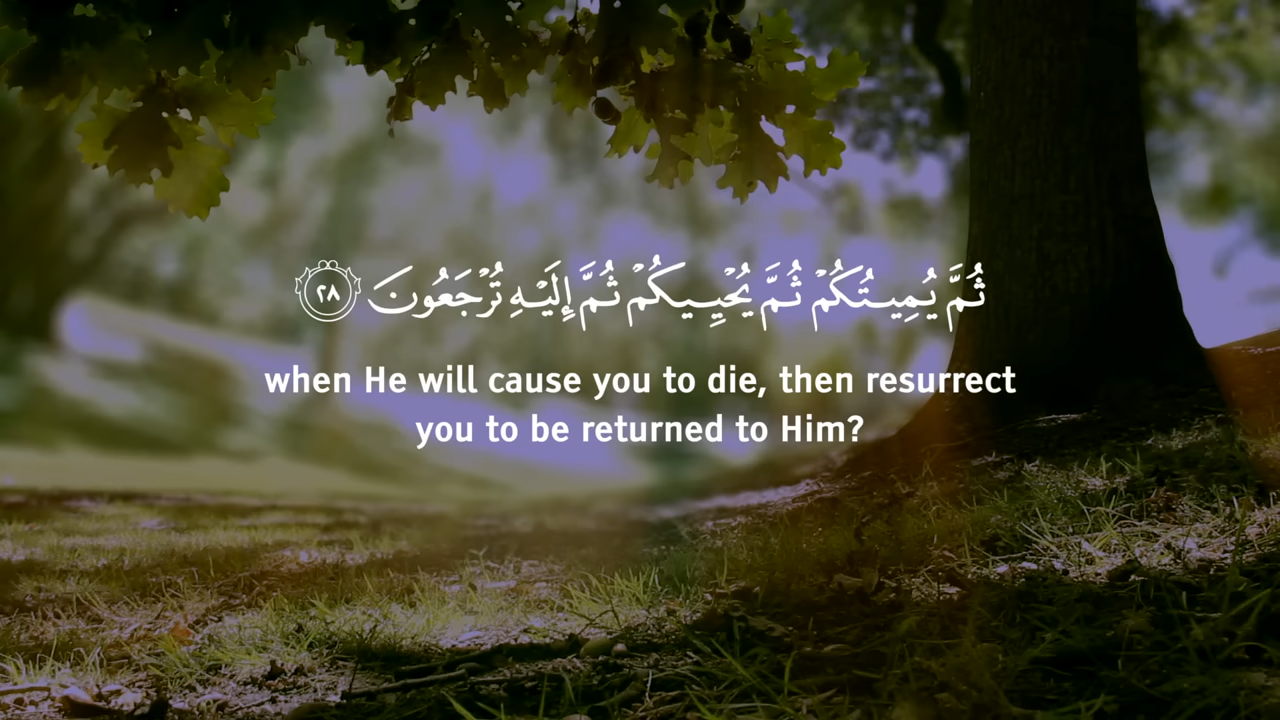 ثُمَّ يُمِيتُكُمْ ثُمَّ يُحْيِيكُمْ ثُمَّ إِلَيْهِ تُرْجَعُونَ ٢٨
when He will cause you to die, then resurrect
you to be returned to Him?